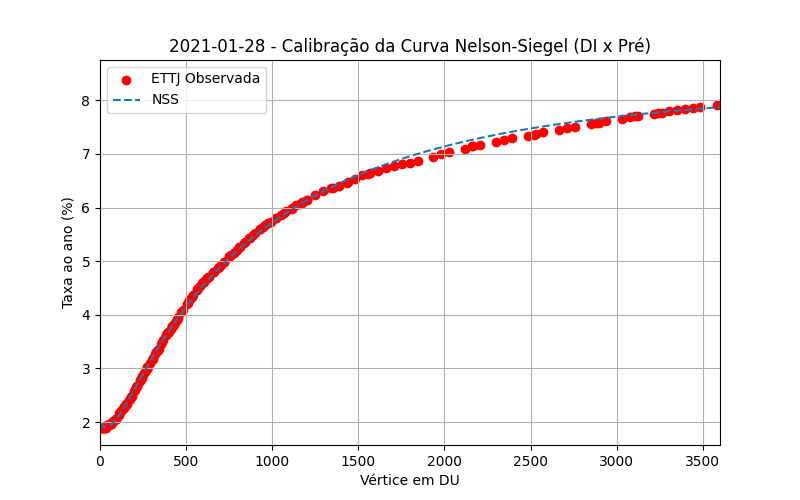 2021-01-28 - Calibração da Curva Nelson-Siegel (DI x Pré)
ETTJ Observada
NSS
Taxa ao ano (%)
8
7
6
5
4
3
2
0 500 1000 1500 2000 2500 3000 3500
Vértice em DU